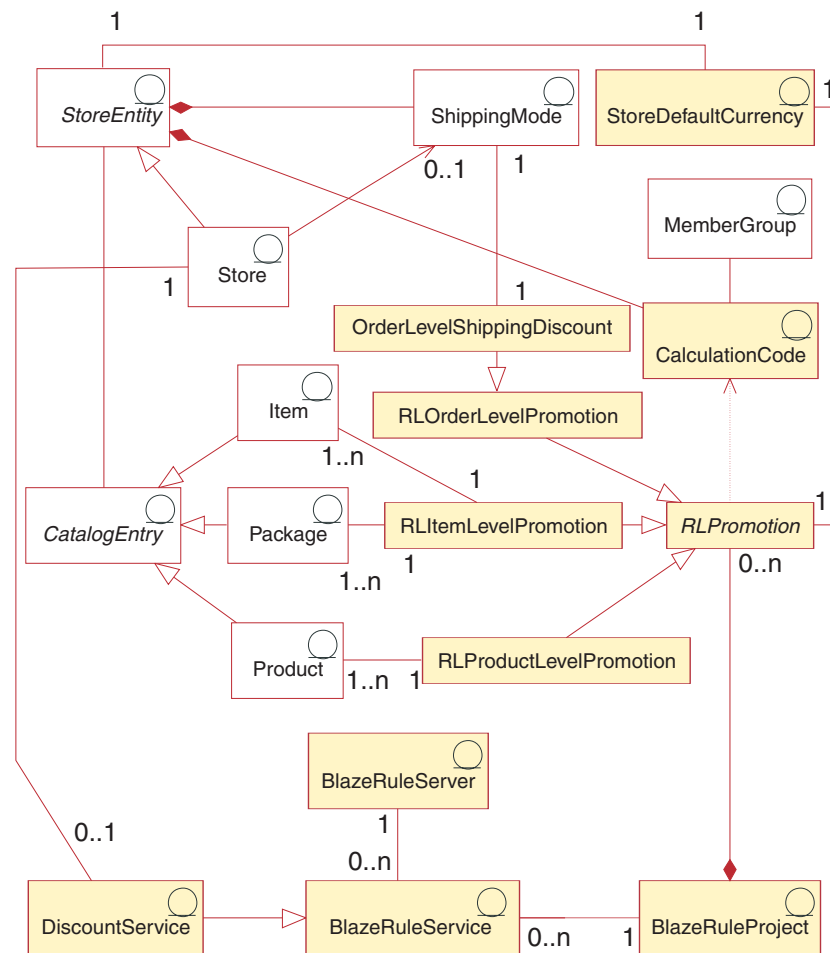 1
1
StoreEntity
ShippingMode
StoreDefaultCurrency
1
0..1
1
MemberGroup
Store
1
1
OrderLevelShippingDiscount
CalculationCode
Item
RLOrderLevelPromotion
1..n
1
1
CatalogEntry
Package
RLItemLevelPromotion
RLPromotion
1..n
1
0..n
Product
RLProductLevelPromotion
1..n
1
BlazeRuleServer
1
0..1
0..n
DiscountService
BlazeRuleService
BlazeRuleProject
0..n
1